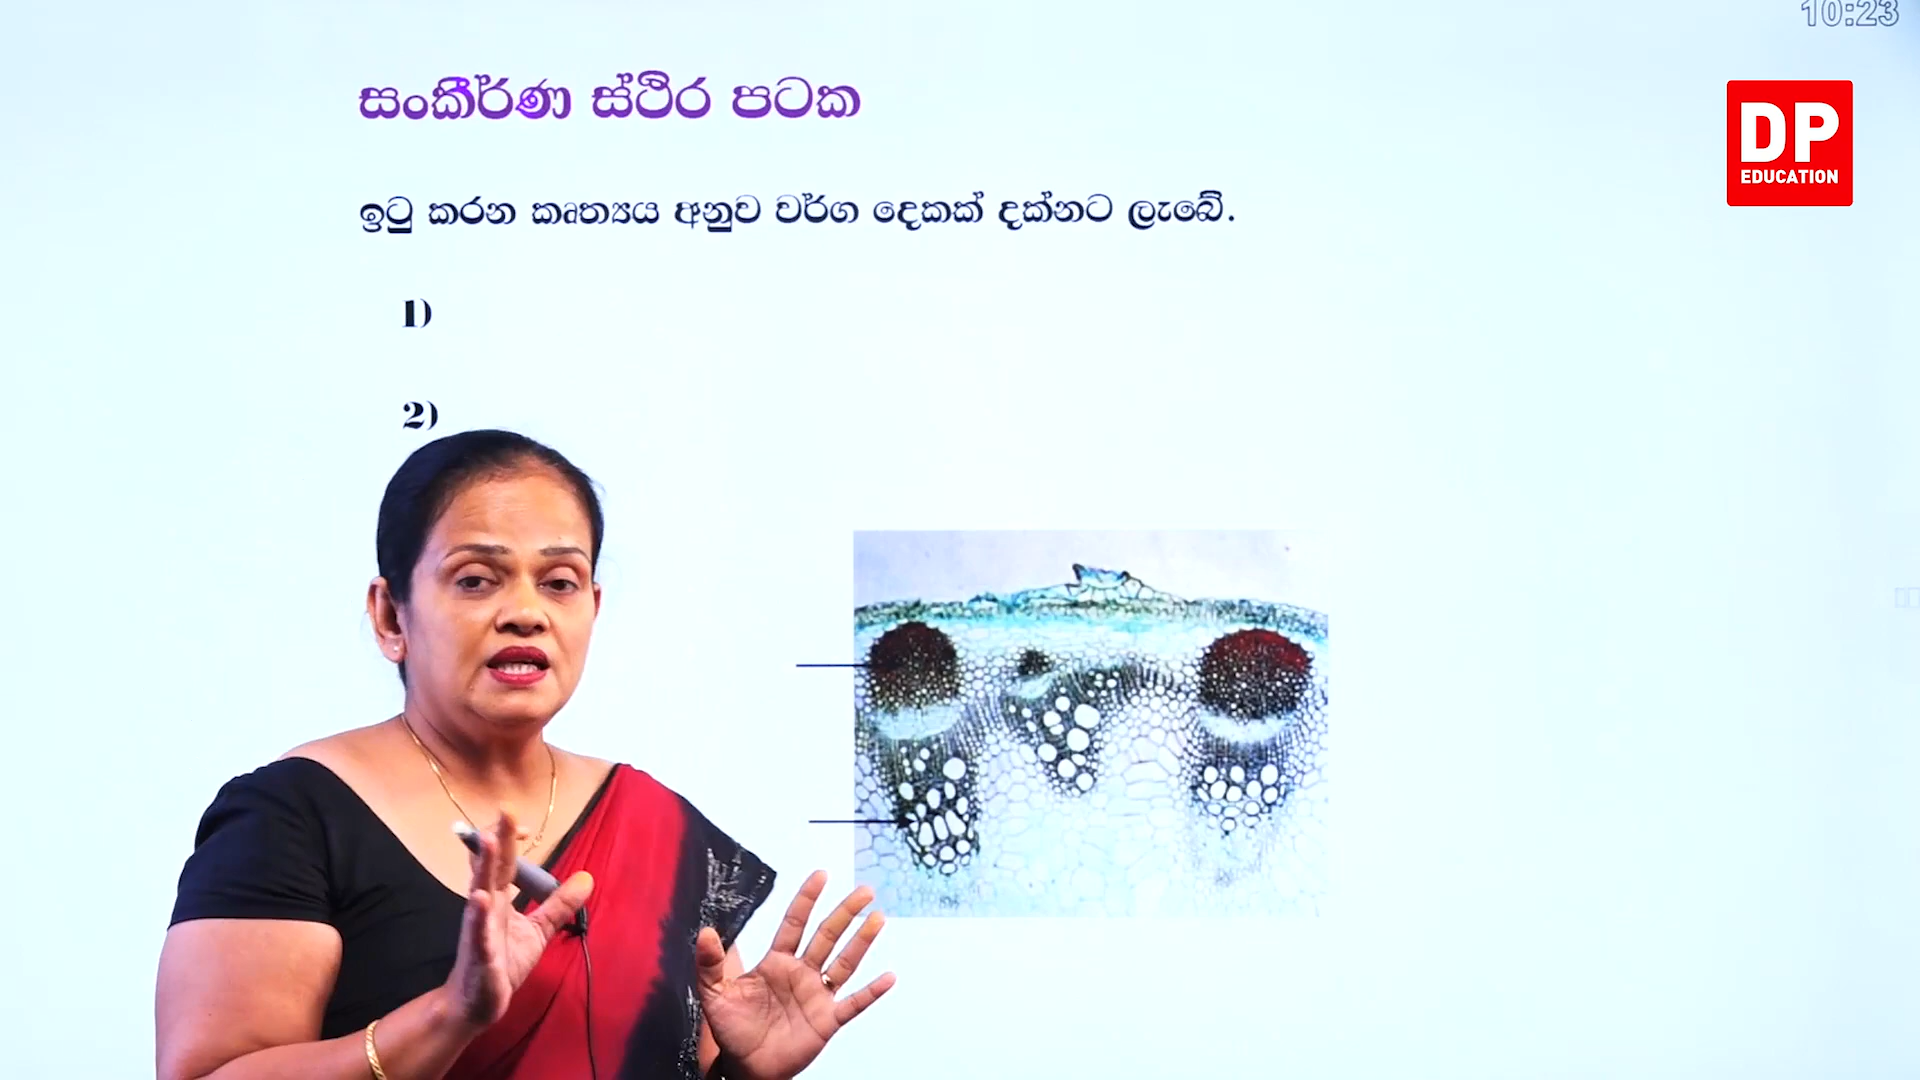 10:23
සංකීර්ණ ස්ථිර පටක
DP
EDUCATION
ඉටු කරන කෘත්‍යය අනුව වර්ග දෙකක් දක්නට ලැබේ.
1)
2)